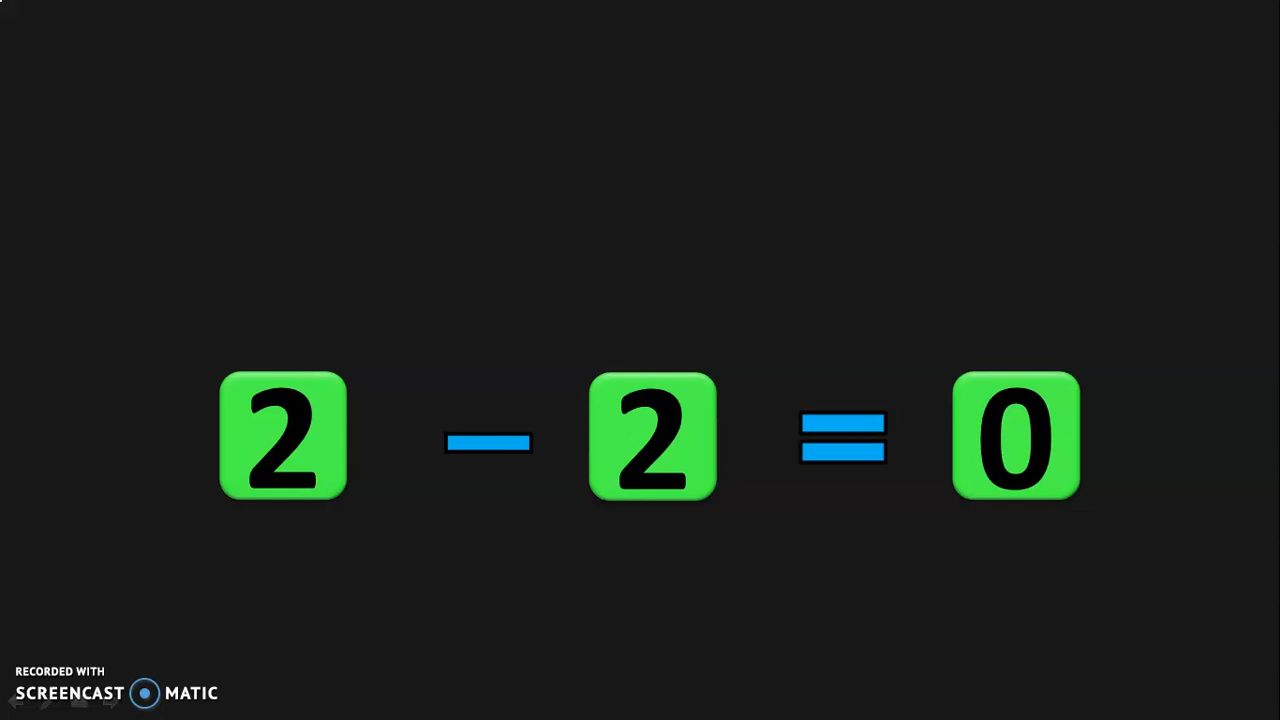 2 – 2 = 0
RECORDED WITH
SCREENCAST MATIC